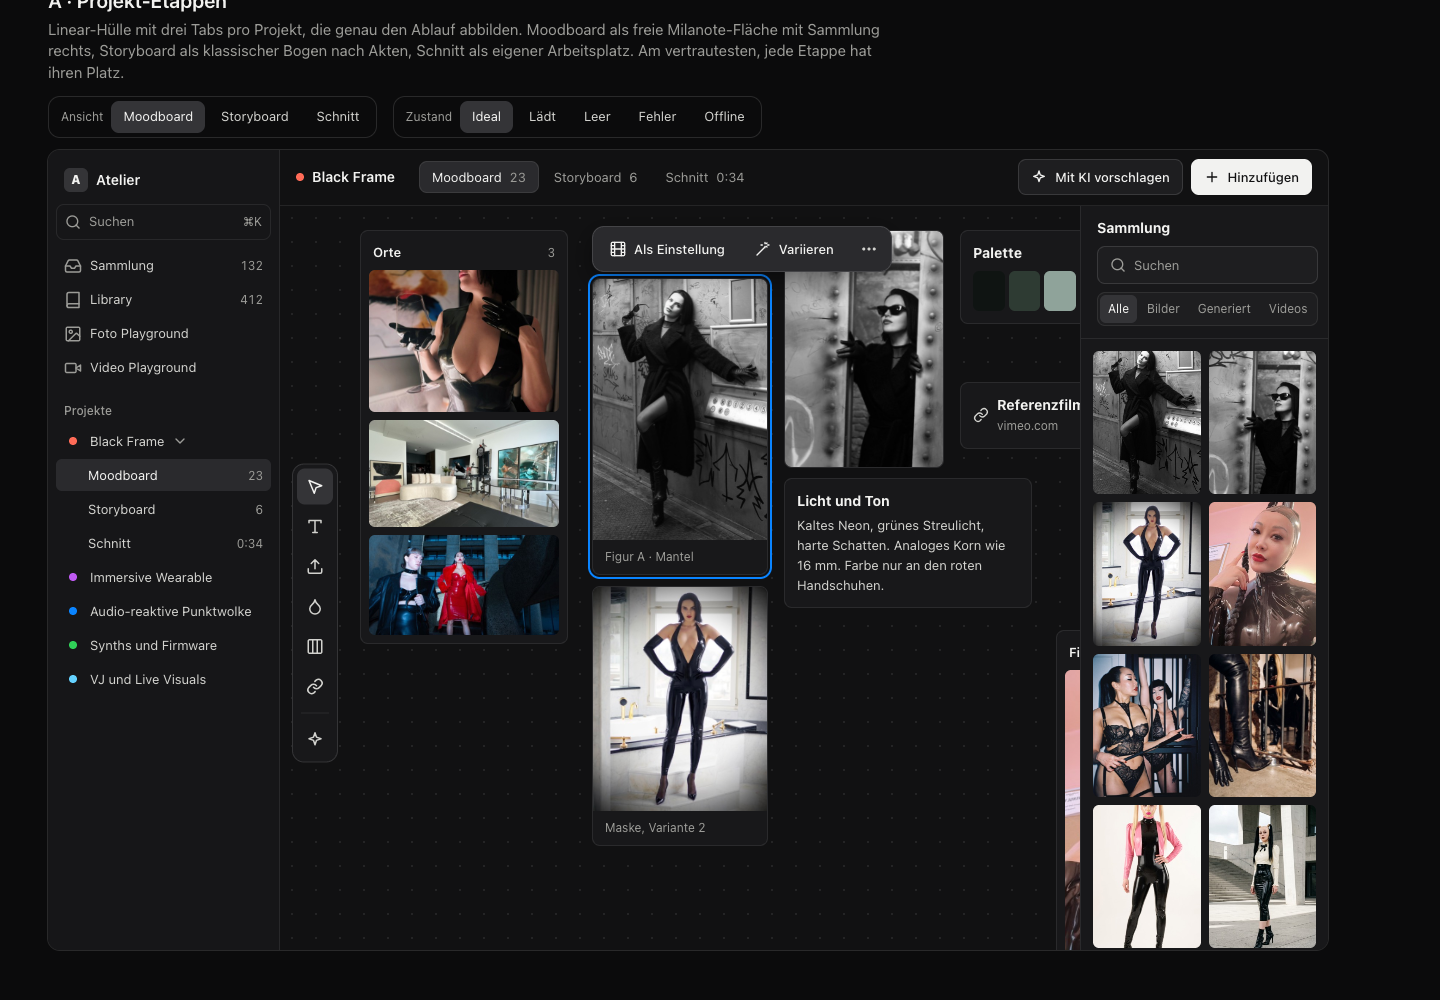 A · Projekt-Etappen
Linear-Hülle mit drei Tabs pro Projekt, die genau den Ablauf abbilden. Moodboard als freie Milanote-Fläche mit Sammlung
rechts, Storyboard als klassischer Bogen nach Akten, Schnitt als eigener Arbeitsplatz. Am vertrautesten, jede Etappe hat
ihren Platz.
Ansicht Moodboard Storyboard Schnitt
Zustand Ideal Lädt Leer Fehler Offline
A Atelier
Suchen ⌘K
Sammlung 132
Library 412
Foto Playground
Video Playground
Projekte
Black Frame
Moodboard 23
Storyboard 6
Schnitt 0:34
Immersive Wearable
Audio-reaktive Punktwolke
Synths und Firmware
VJ und Live Visuals
Black Frame
Moodboard 23
Storyboard 6
Schnitt 0:34
Mit KI vorschlagen
Hinzufügen
Orte 3
Als Einstellung
Variieren
Figur A · Mantel
Maske, Variante 2
Licht und Ton
Kaltes Neon, grünes Streulicht,
harte Schatten. Analoges Korn wie
16 mm. Farbe nur an den roten
Handschuhen.
Palette
Referenzfilm
vimeo.com
Fi
Sammlung
Suchen
Alle Bilder Generiert Videos